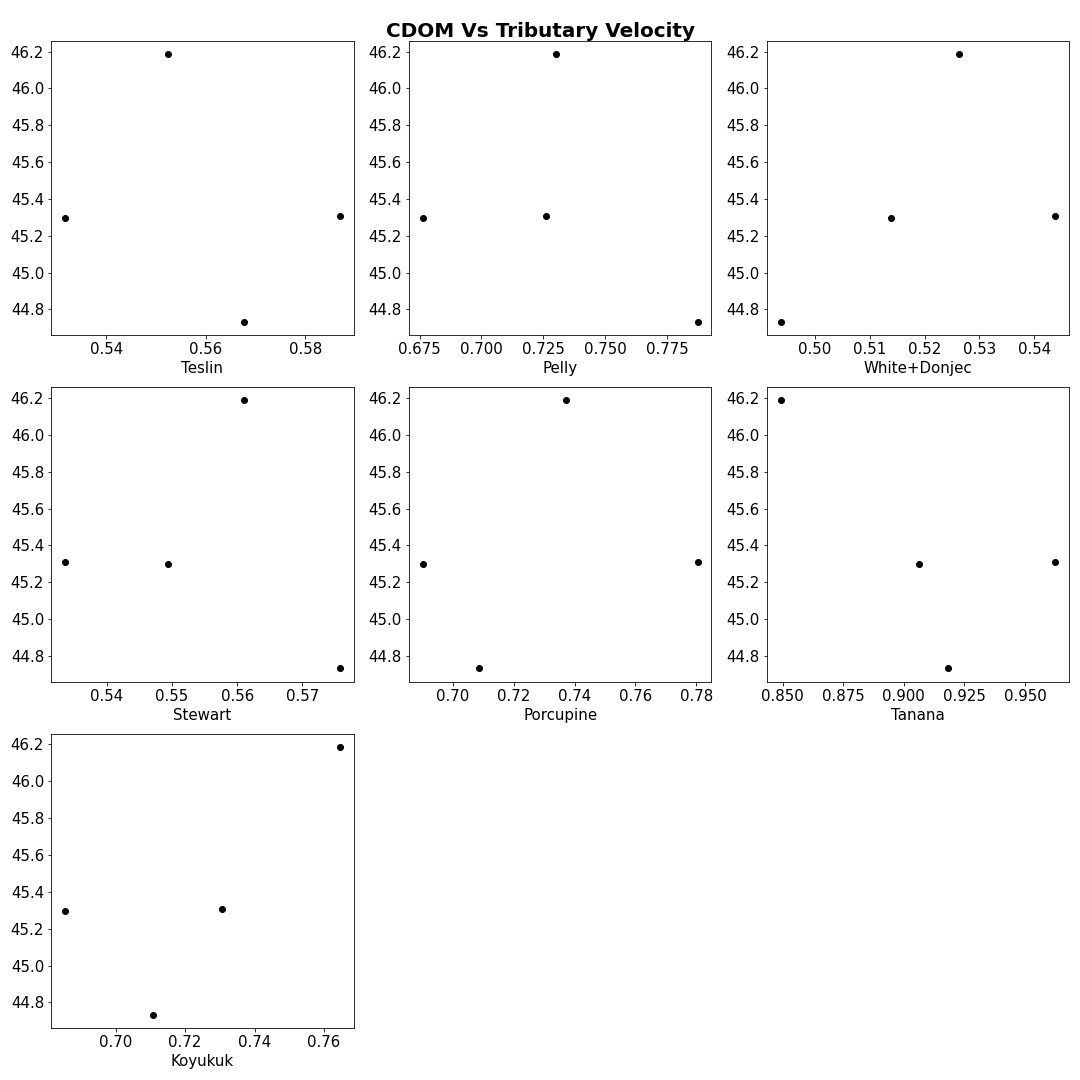 CDOM Vs Tributary Velocity
46.2 46.2 46.2
46.0 46.0 46.0
45.8 45.8 45.8
45.6 45.6 45.6
45.4 45.4 45.4
45.2 45.2 45.2
45.0 45.0 45.0
44.8 44.8 44.8
0.54 0.56 0.58 0.675 0.700 0.725 0.750 0.775 0.50 0.51 0.52 0.53 0.54
Teslin Pelly White+Donjec
46.2 46.2 46.2
46.0 46.0 46.0
45.8 45.8 45.8
45.6 45.6 45.6
45.4 45.4 45.4
45.2 45.2 45.2
45.0 45.0 45.0
44.8 44.8 44.8
0.54 0.55 0.56 0.57 0.70 0.72 0.74 0.76 0.78 0.850 0.875 0.900 0.925 0.950
Stewart Porcupine Tanana
46.2
46.0
45.8
45.6
45.4
45.2
45.0
44.8
0.70 0.72 0.74 0.76
Koyukuk